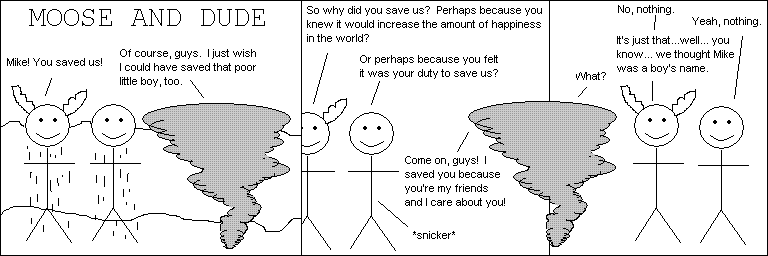 MOOSE AND DUDE
Mike! You saved us!
Of course, guys.  I just wish
I could have saved that poor
little boy, too.
So why did you save us?  Perhaps because you
knew it would increase the amount of happiness
in the world?
Or perhaps because you felt
it was your duty to save us?
Come on, guys!  I
saved you because
you're my friends
and I care about you!
*snicker*
What?
No, nothing.
Yeah, nothing.
It's just that...well... you
know... we thought Mike
was a boy's name.